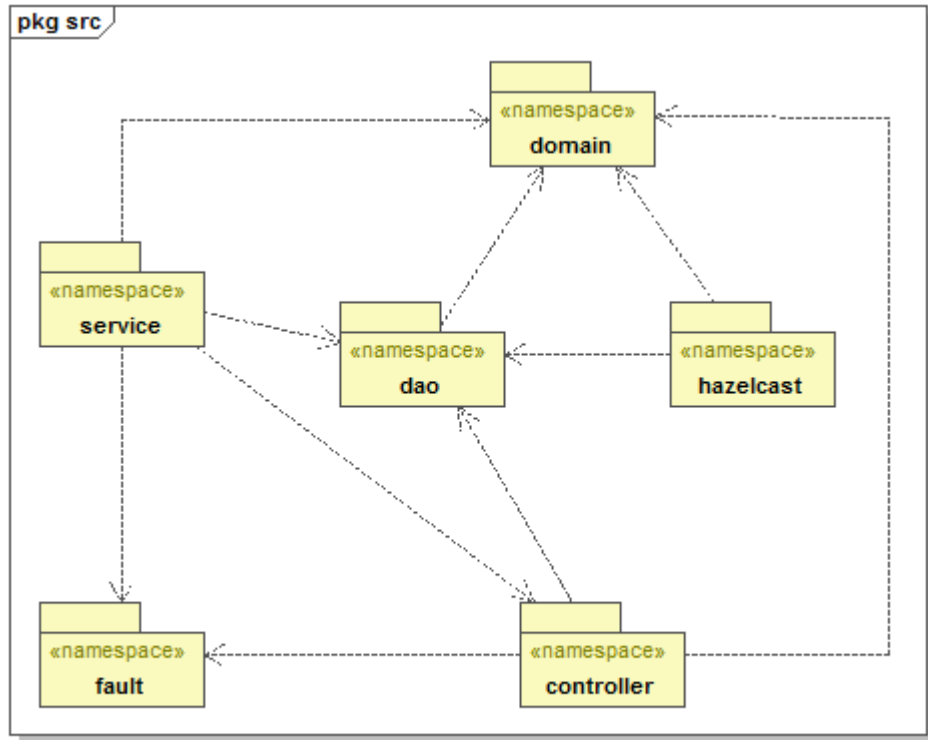 pkg src
«namespace»
domain
«namespace»
service
«namespace»
dao
«namespace»
hazelcast
«namespace»
fault
«namespace»
controller